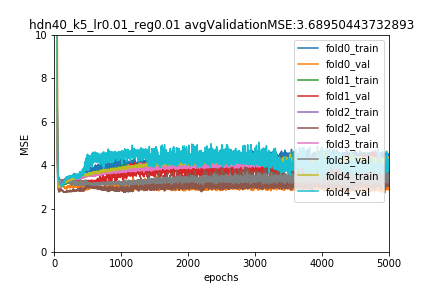 hdn40_k5_lr0.01_reg0.01 avgValidationMSE:3.68950443732893
10
8
6
4
2
0
MSE
0
1000
2000
3000
4000
5000
epochs
fold0_train
fold0_val
fold1_train
fold1_val
fold2_train
fold2_val
fold3_train
fold3_val
fold4_train
fold4_val